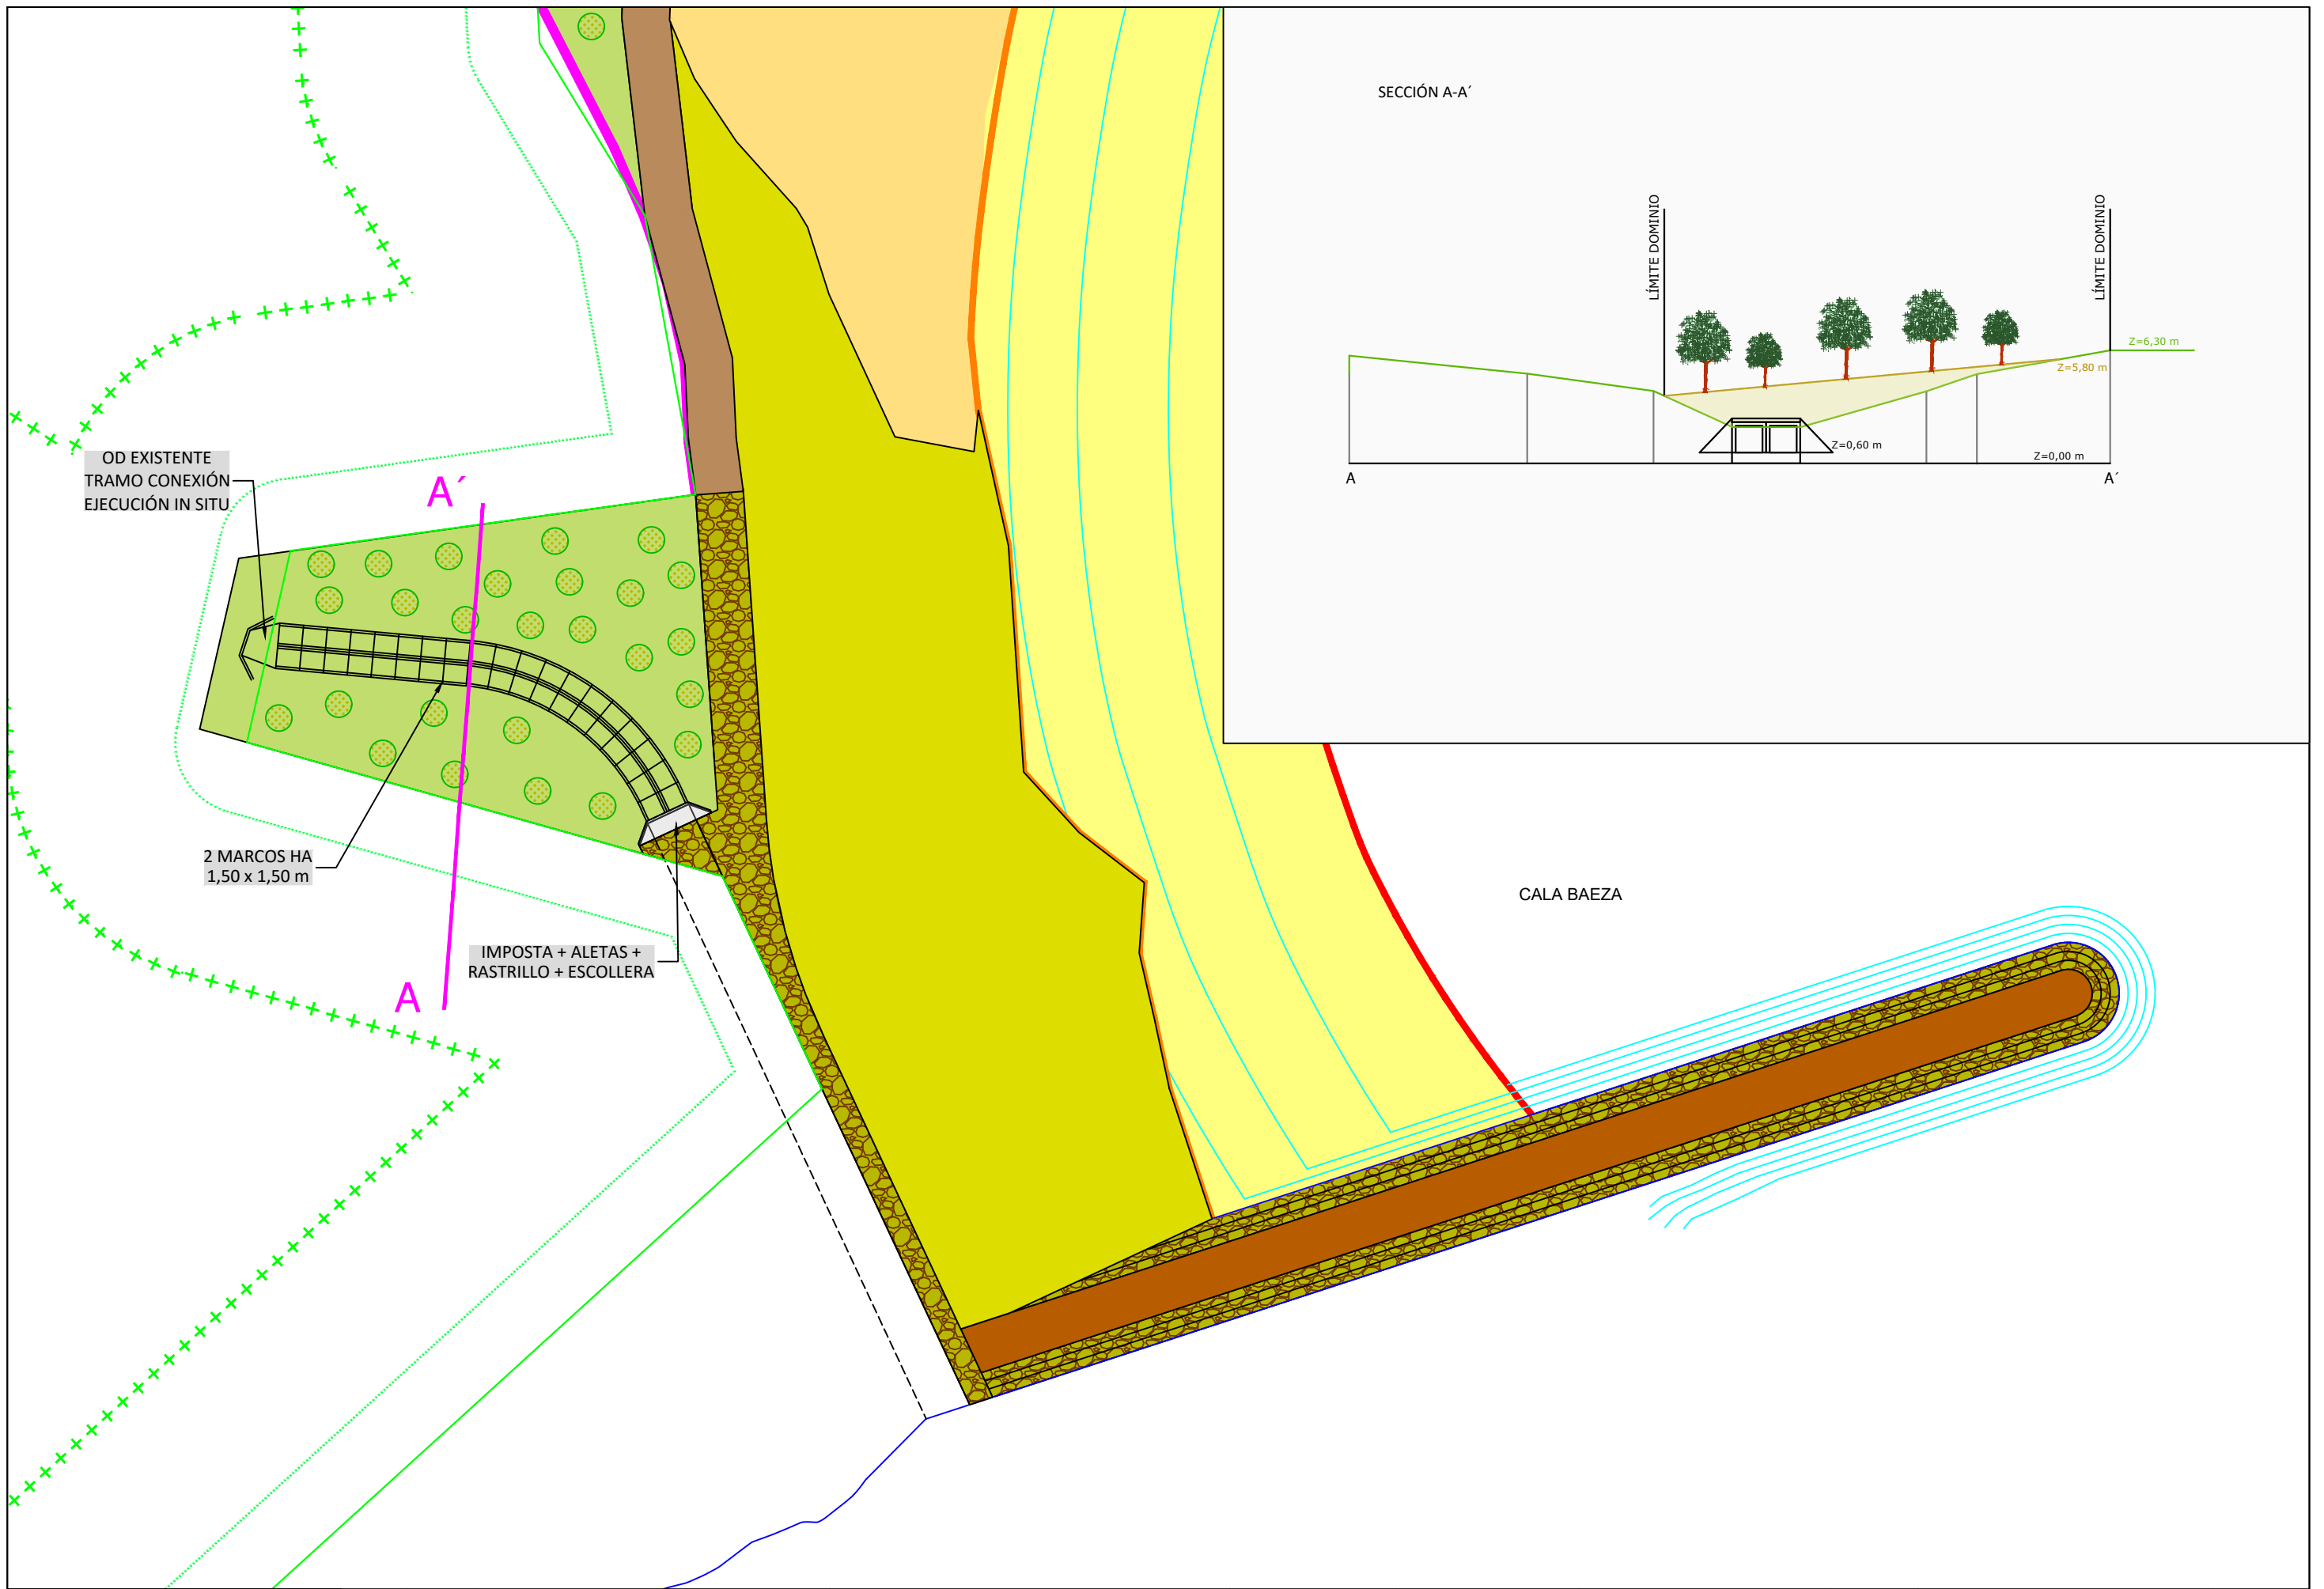 SECCIÓN A-A´
LÍMITE DOMINIO
LÍMITE DOMINIO
Z=6,30 m
Z=5,80 m
Z=0,60 m
Z=0,00 m
A
A´
OD EXISTENTE
TRAMO CONEXIÓN
EJECUCIÓN IN SITU
A´
2 MARCOS HA
1,50 x 1,50 m
IMPOSTA + ALETAS +
RASTRILLO + ESCOLLERA
A
CALA BAEZA